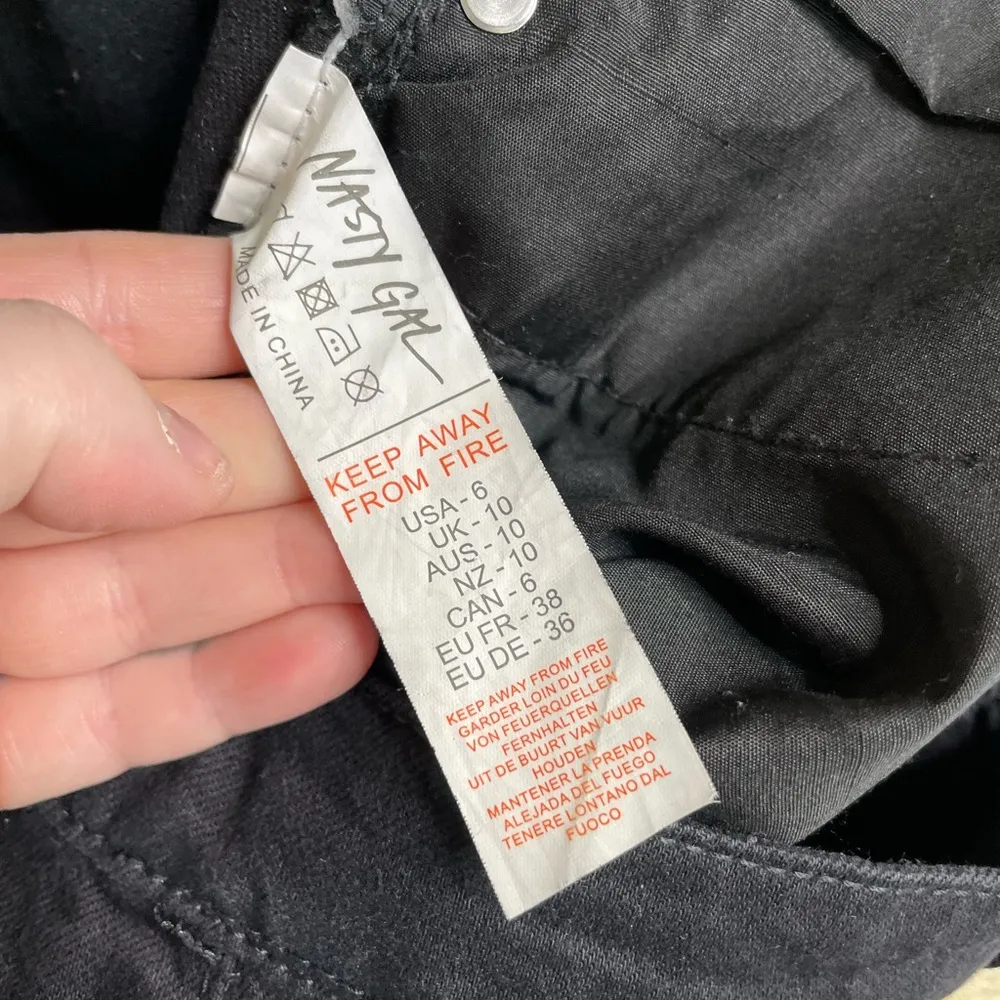 NASTY GAL
MADE IN CHINA
KEEP AWAY
FROM FIRE
USA - 6
UK - 10
AUS - 10
NZ - 10
CAN - 6
EU FR - 38
EU DE - 36
KEEP AWAY FROM FIRE
GARDER LOIN DU FEU
VON FEUERQUELLEN
FERNHALTEN
UIT DE BUURT VAN VUUR
HOUDEN
MANTENER LA PRENDA
ALEJADA DEL FUEGO
TENERE LONTANO DAL
FUOCO